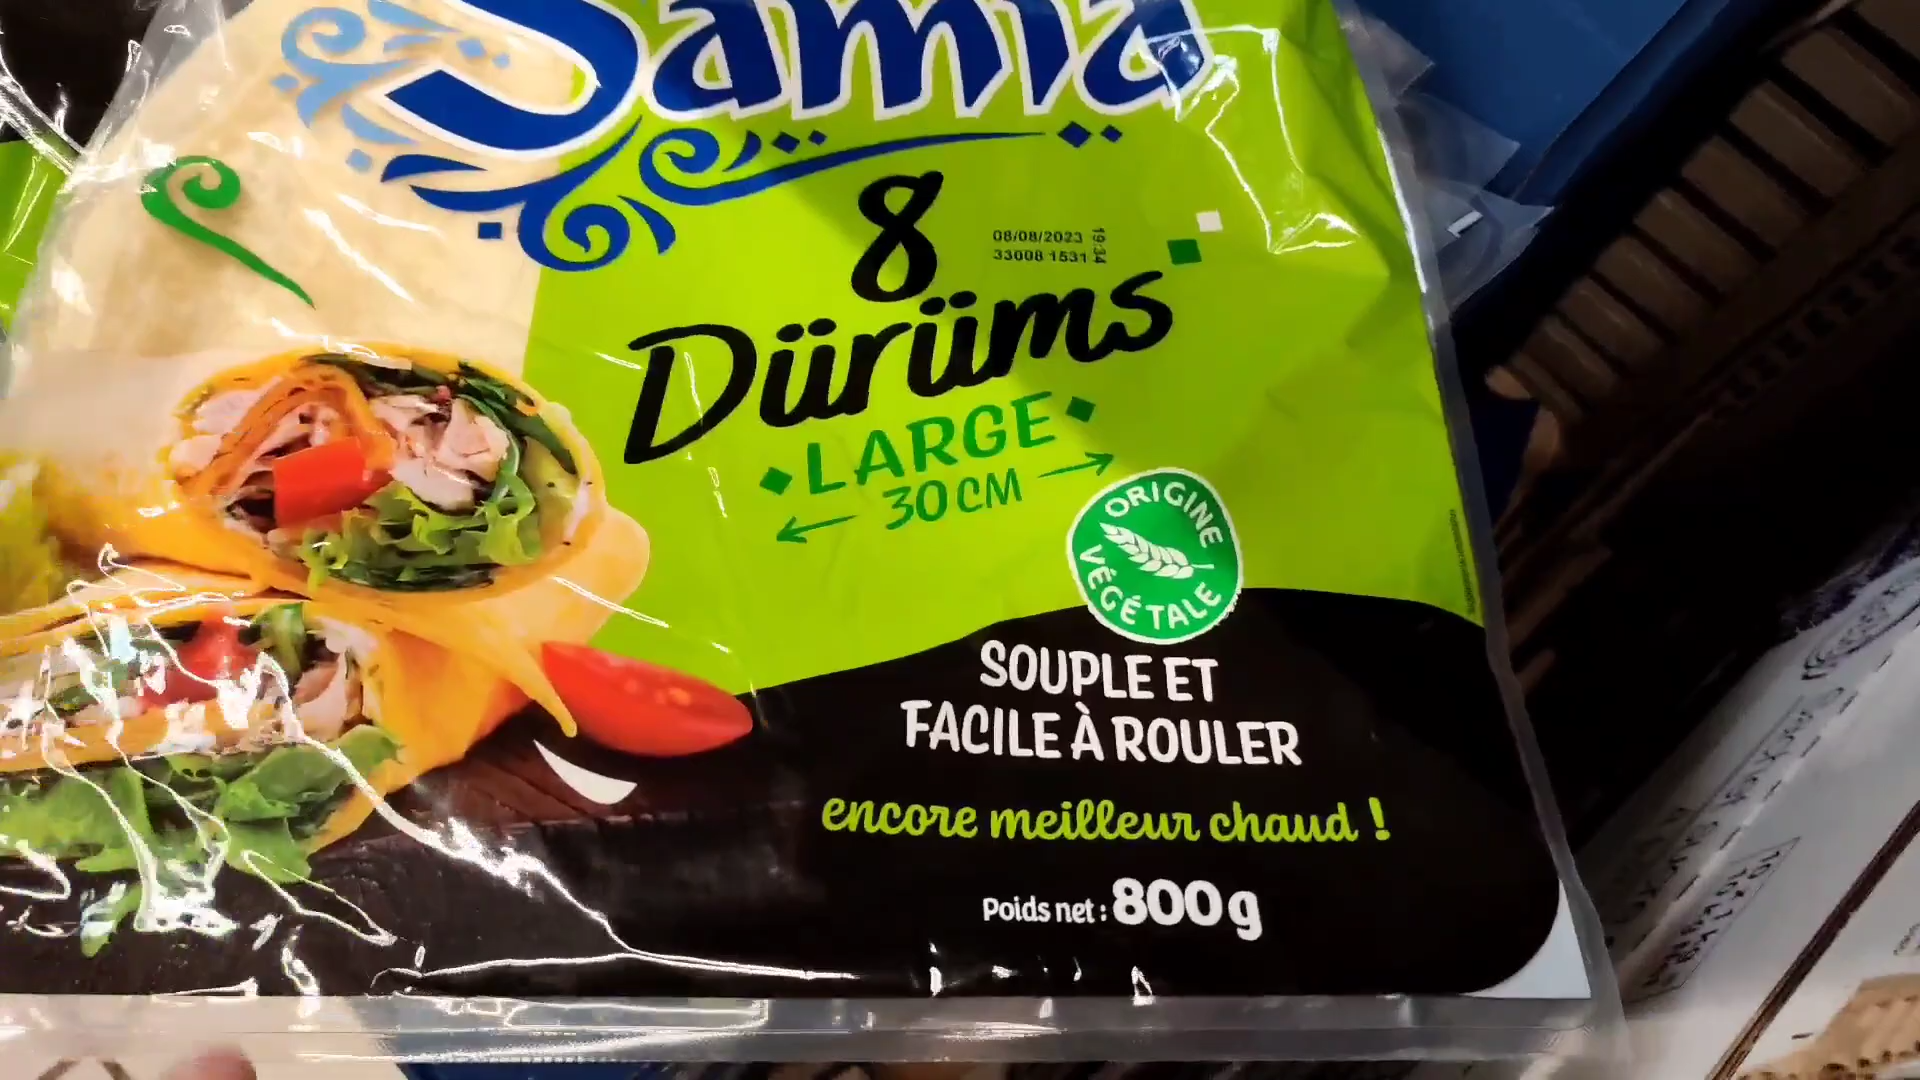 Samia
8
08/08/2023 19:34
33008 1531
Dürüms
LARGE
30 CM
ORIGINE
VÉGÉTALE
SOUPLE ET
FACILE À ROULER
encore meilleur chaud !
Poids net : 800 g